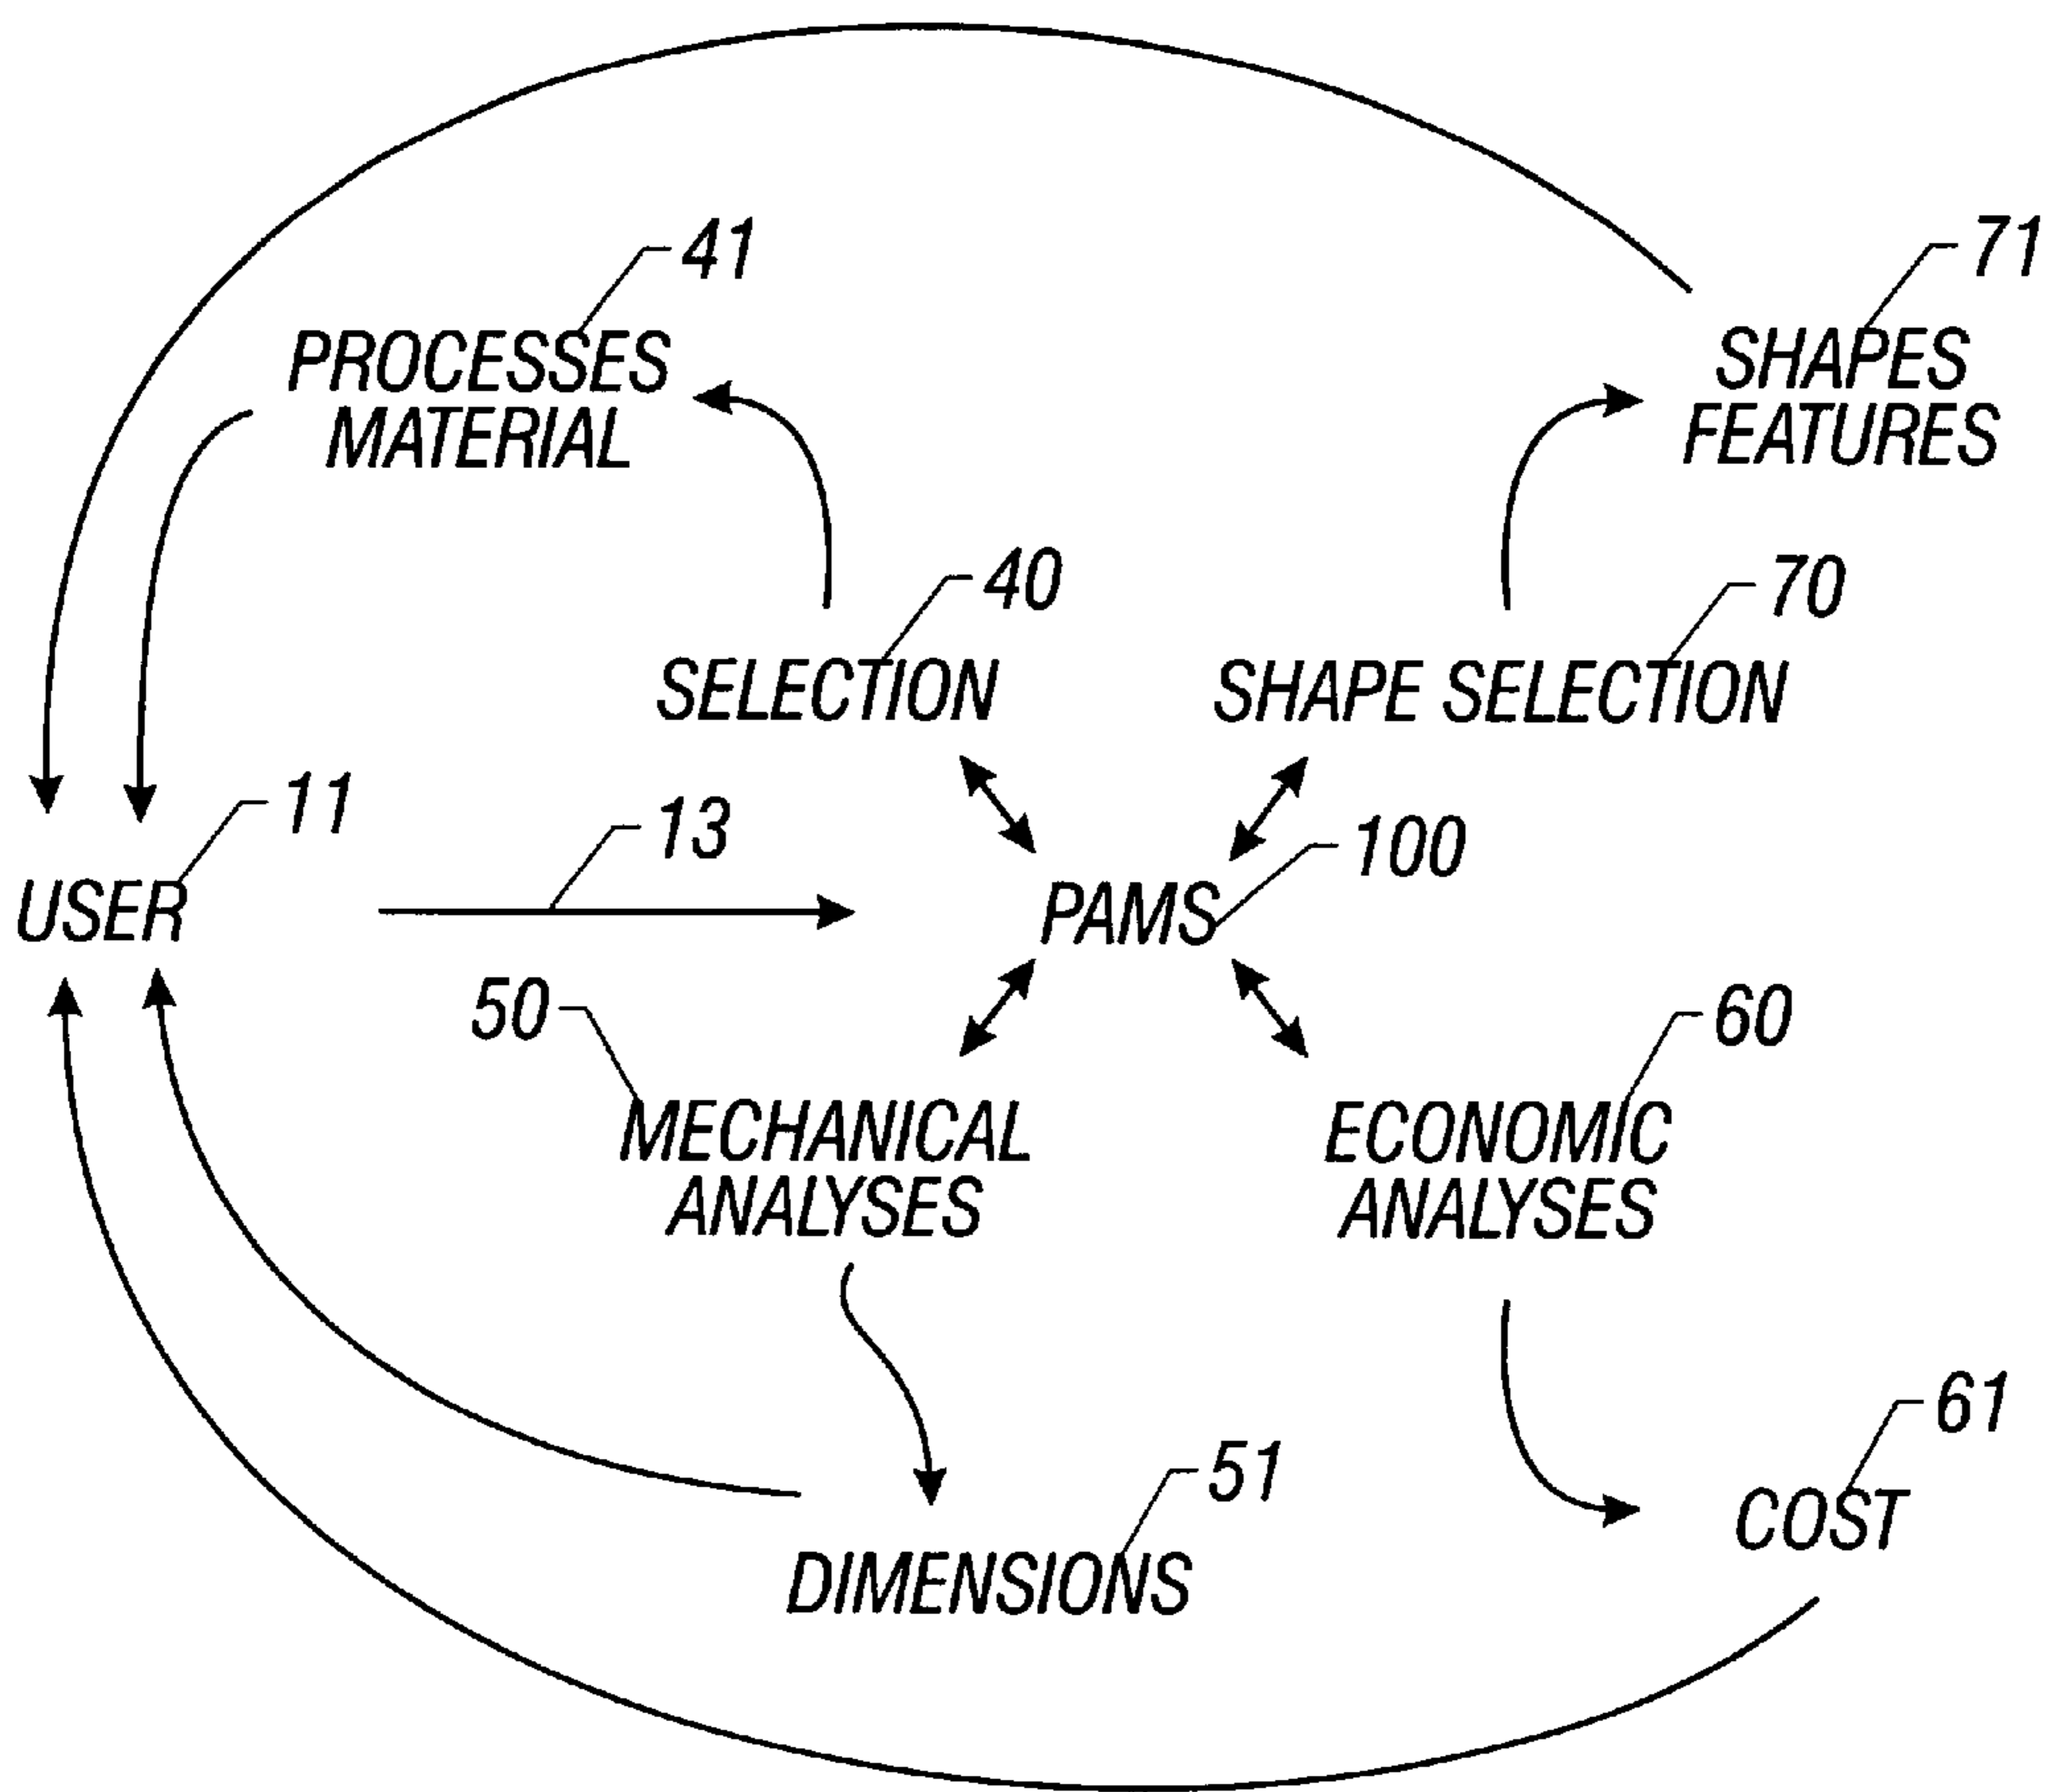 41
71
PROCESSES
MATERIAL
SHAPES
FEATURES
40
70
SELECTION
SHAPE SELECTION
11
13
100
USER
PAMS
50
60
MECHANICAL
ANALYSES
ECONOMIC
ANALYSES
61
51
COST
DIMENSIONS